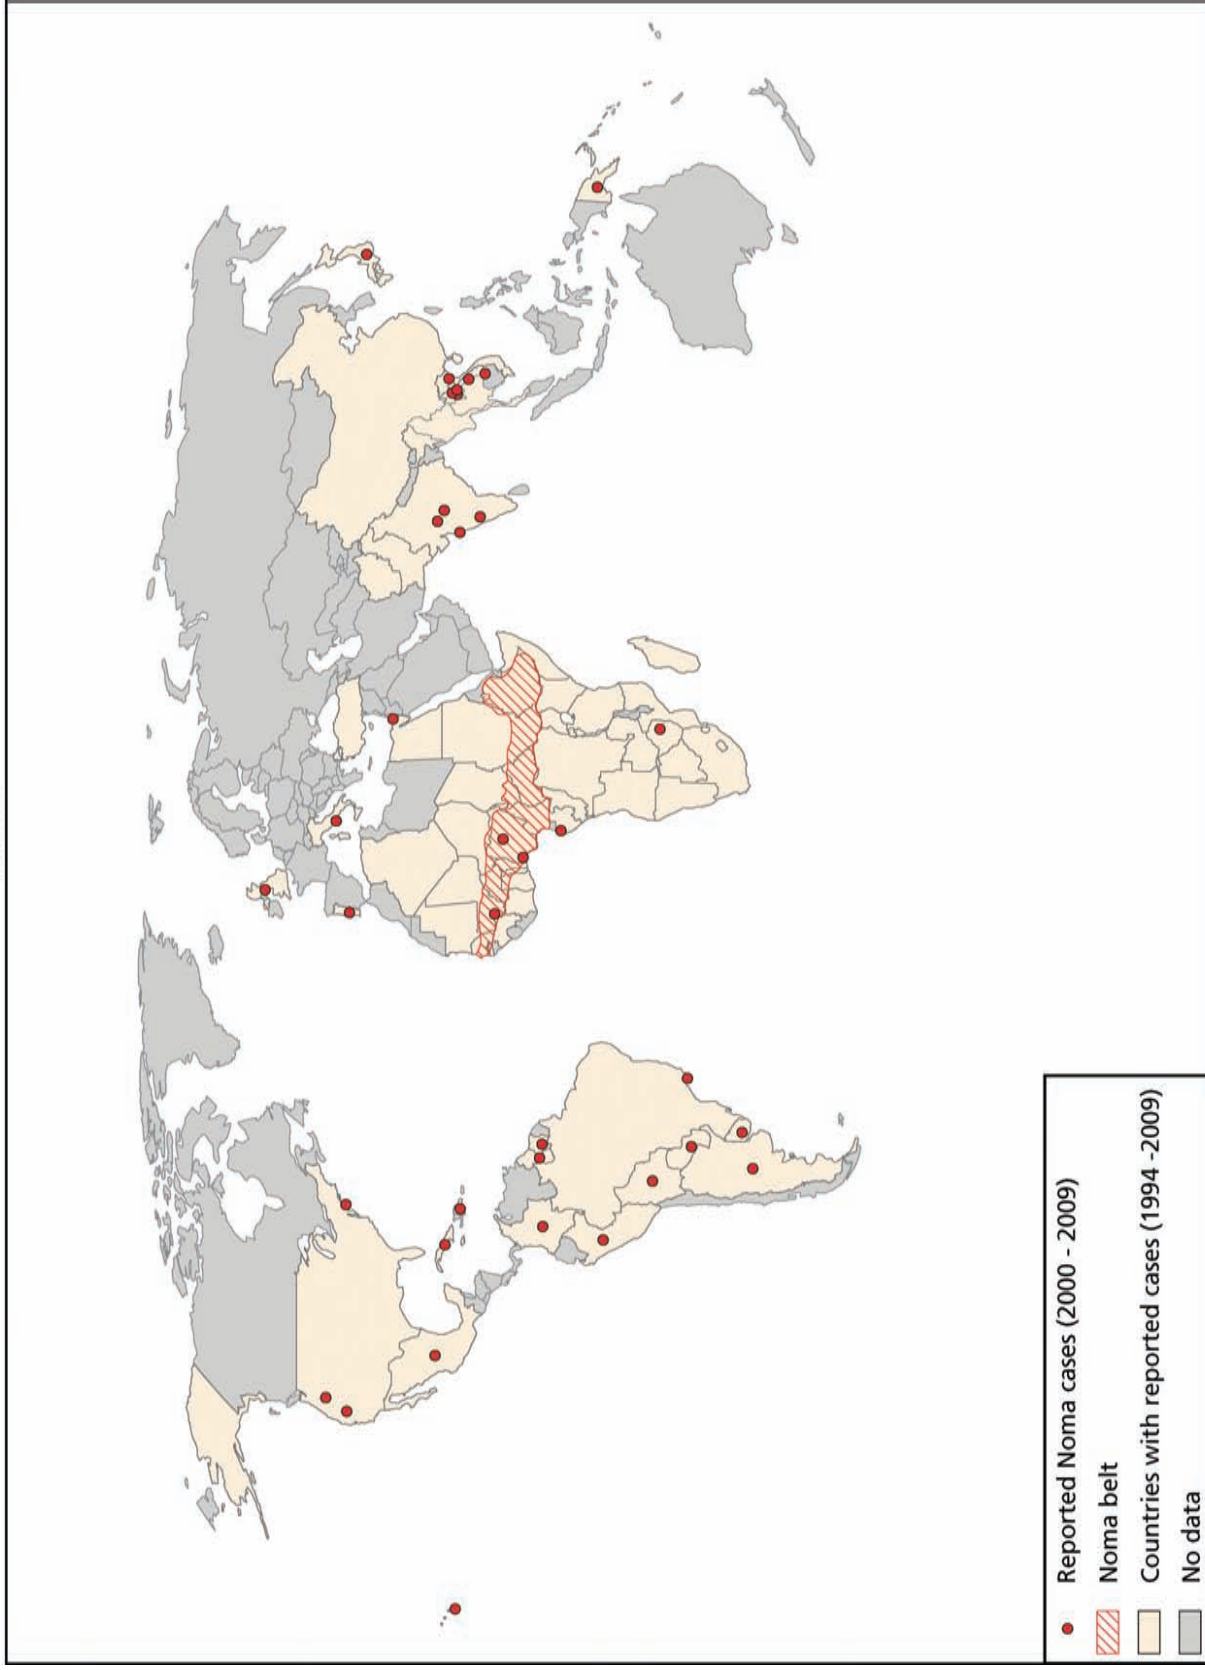 Reported Noma cases (2000 - 2009)
Noma belt
Countries with reported cases (1994 -2009)
No data